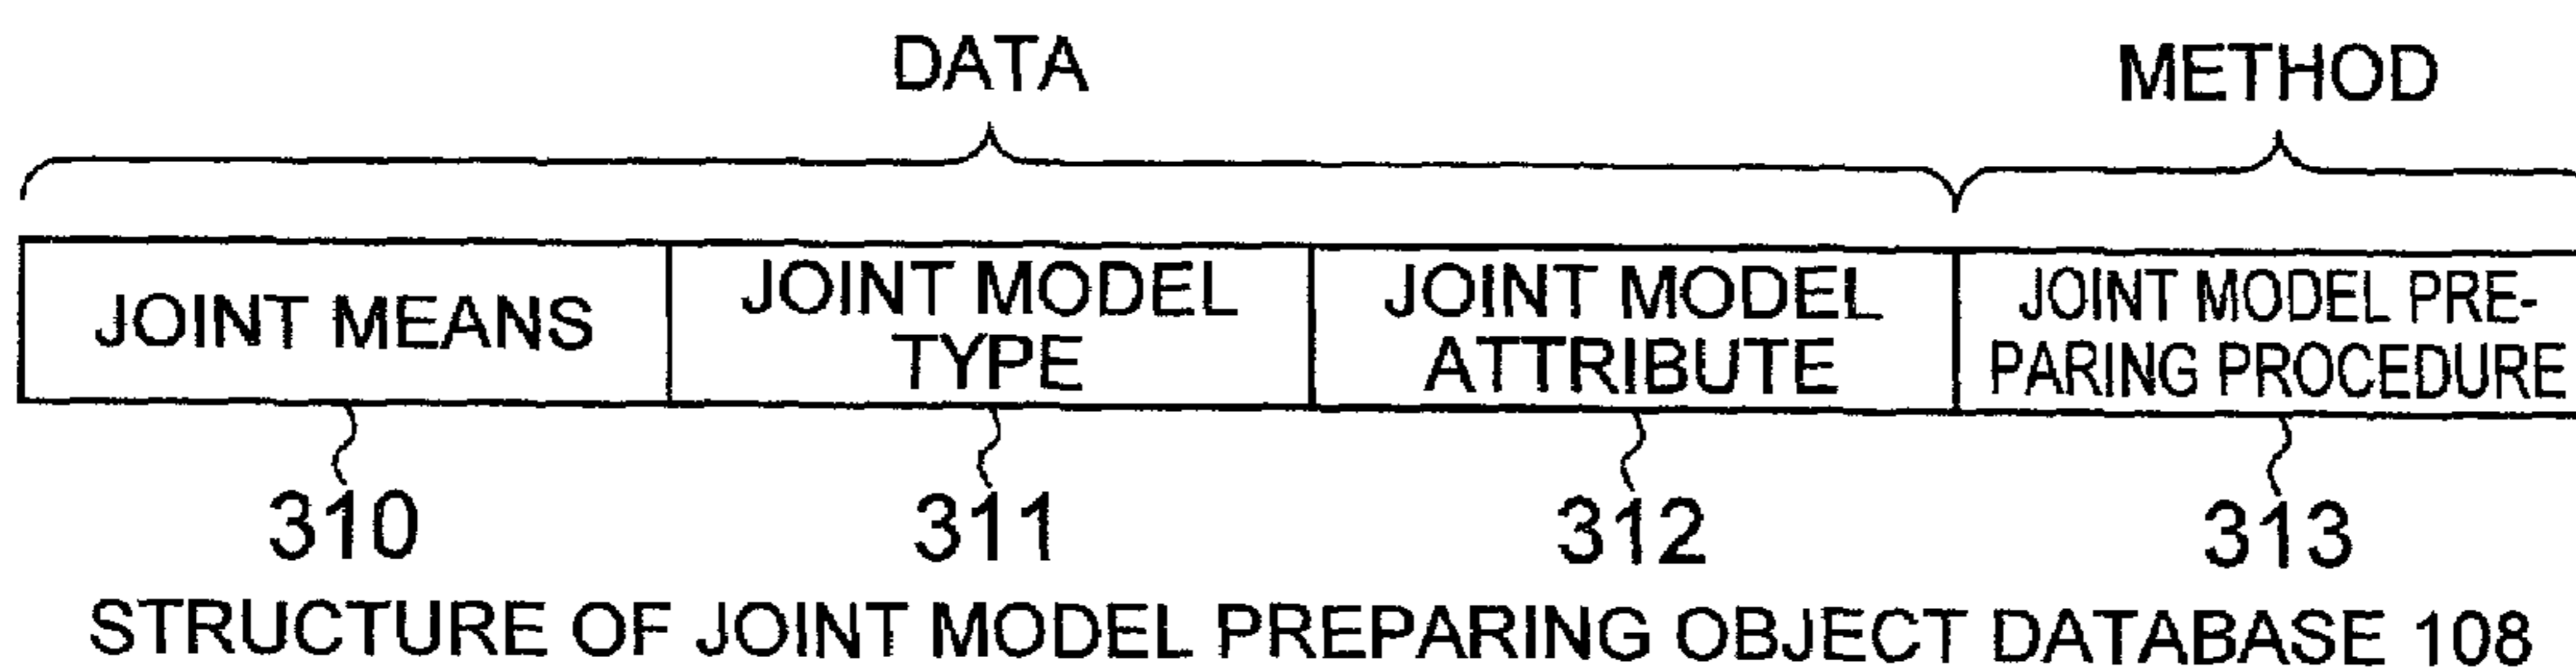 DATA
METHOD
JOINT MEANS
JOINT MODEL
TYPE
JOINT MODEL
ATTRIBUTE
JOINT MODEL PRE-
PARING PROCEDURE
310
311
312
313
STRUCTURE OF JOINT MODEL PREPARING OBJECT DATABASE 108